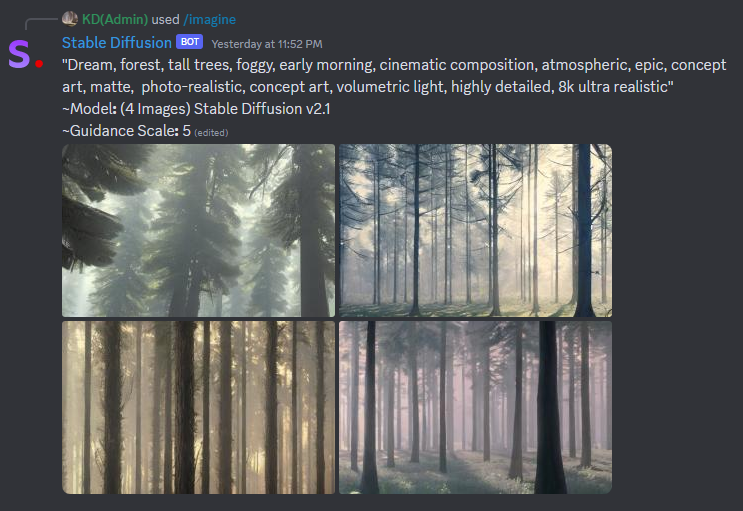 KD(Admin) used /imagine
S.
Stable Diffusion BOT Yesterday at 11:52 PM
"Dream, forest, tall trees, foggy, early morning, cinematic composition, atmospheric, epic, concept
art, matte,  photo-realistic, concept art, volumetric light, highly detailed, 8k ultra realistic"
~Model: (4 Images) Stable Diffusion v2.1
~Guidance Scale: 5 (edited)